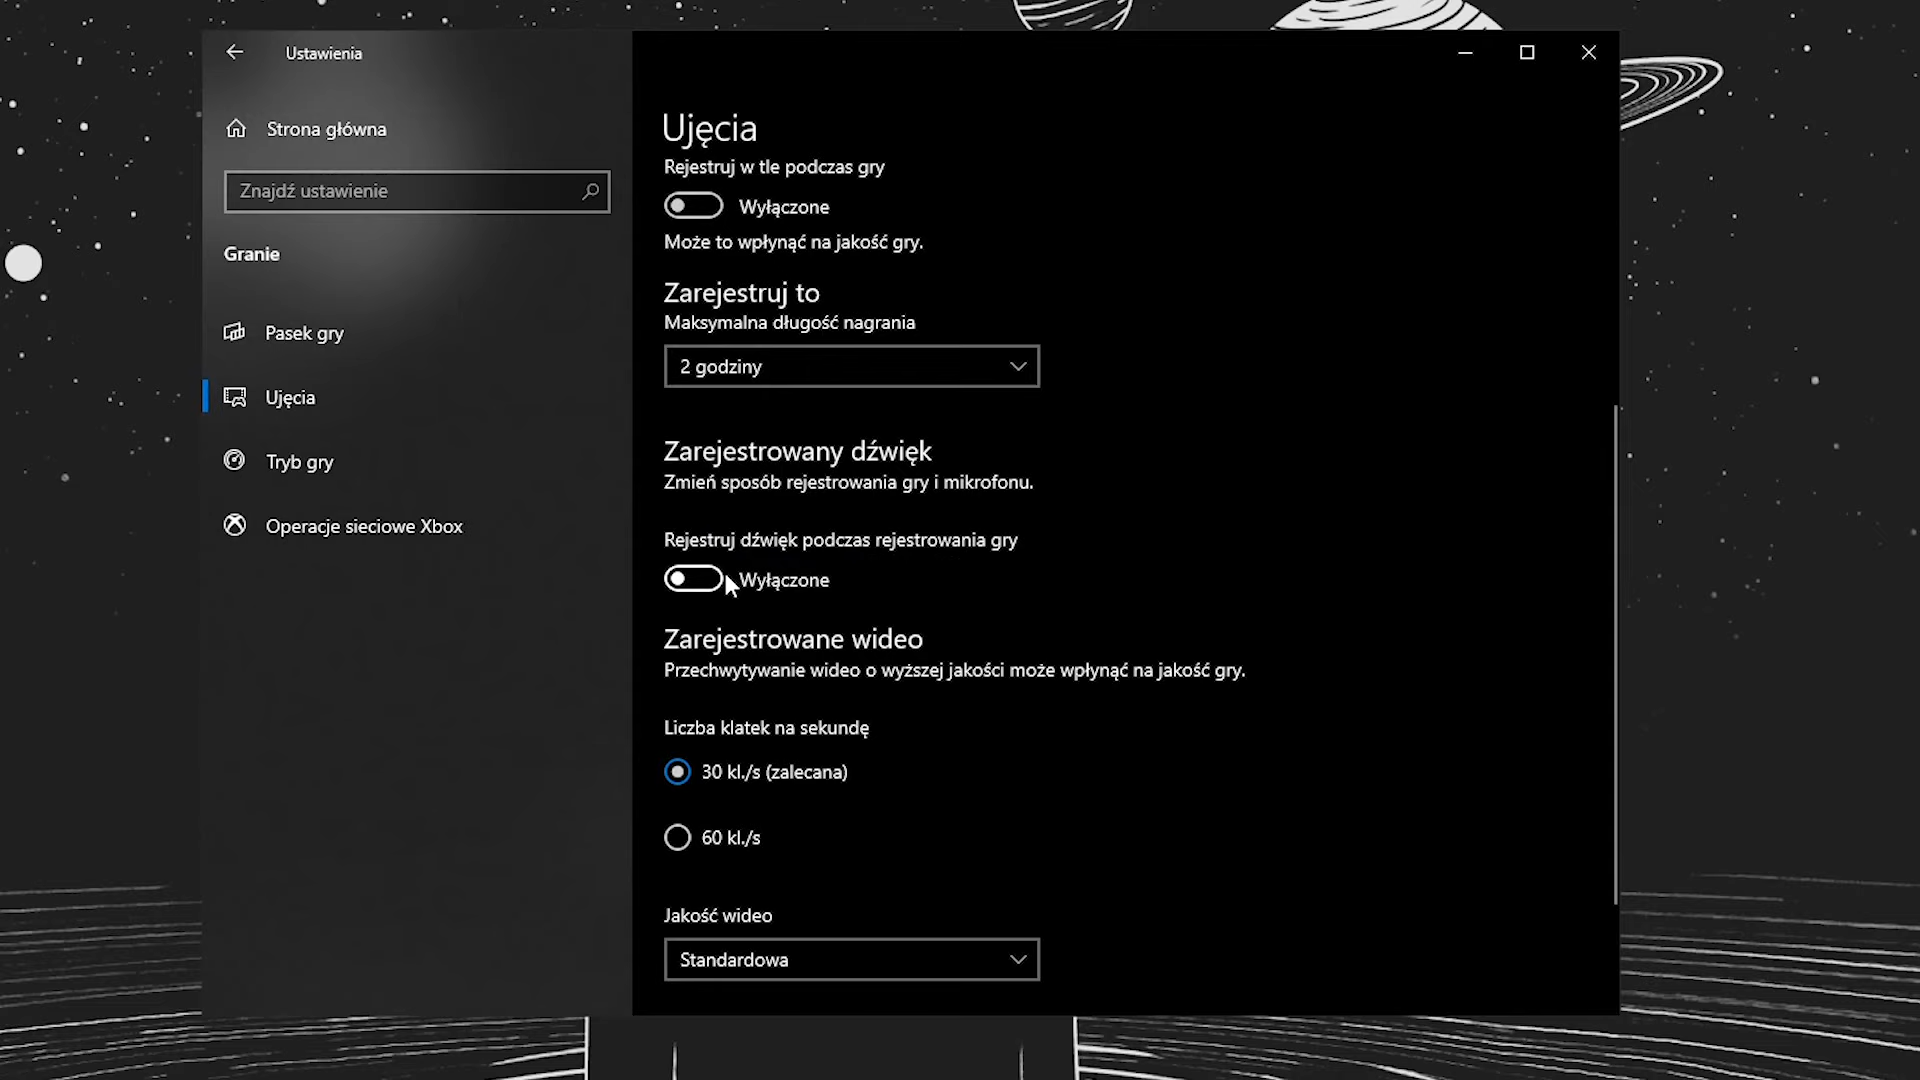 Ustawienia
Strona główna
Znajdź ustawienie
Granie
Pasek gry
Ujęcia
Tryb gry
Operacje sieciowe Xbox
Ujęcia
Rejestruj w tle podczas gry
Wyłączone
Może to wpłynąć na jakość gry.
Zarejestruj to
Maksymalna długość nagrania
2 godziny
Zarejestrowany dźwięk
Zmień sposób rejestrowania gry i mikrofonu.
Rejestruj dźwięk podczas rejestrowania gry
Wyłączone
Zarejestrowane wideo
Przechwytywanie wideo o wyższej jakości może wpłynąć na jakość gry.
Liczba klatek na sekundę
30 kl./s (zalecana)
60 kl./s
Jakość wideo
Standardowa